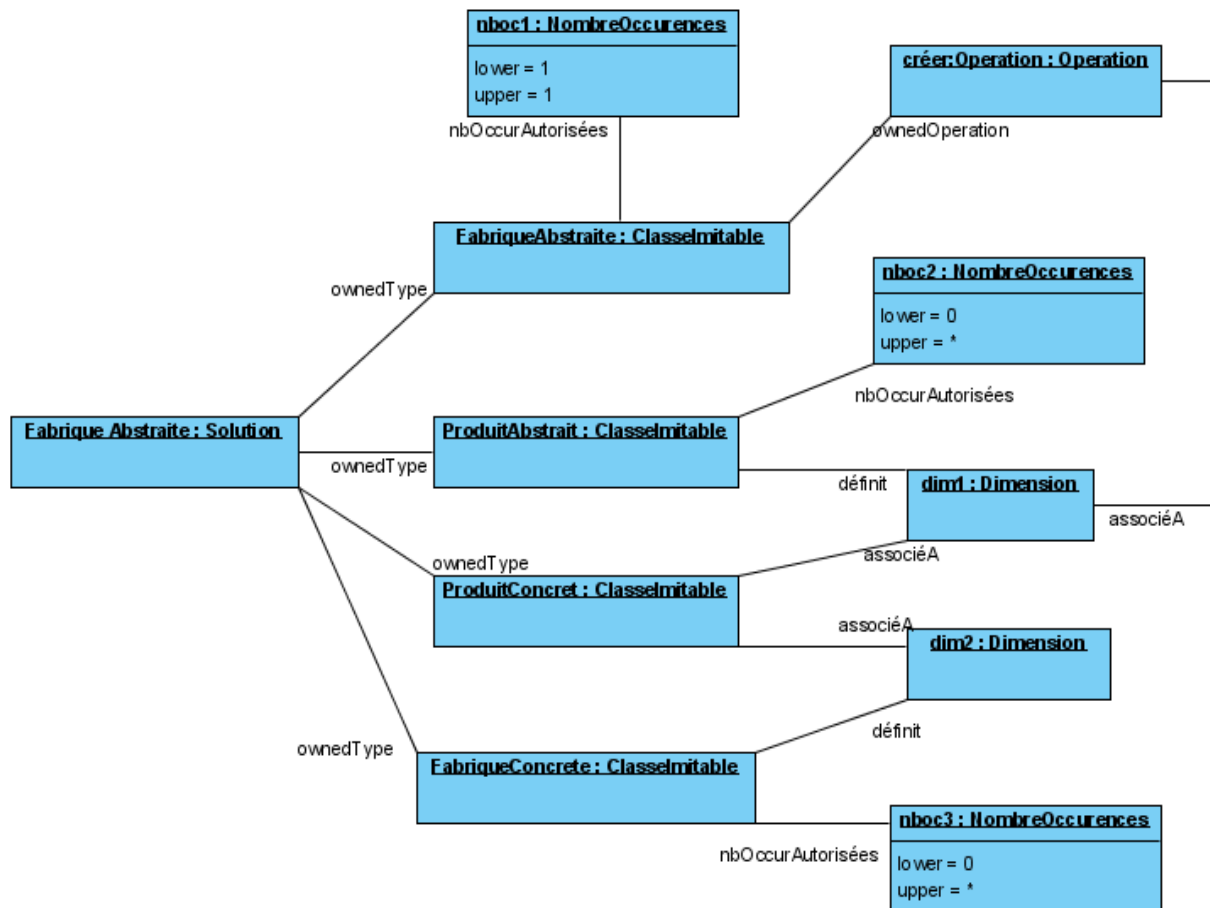 nboc1 : NombreOccurences
lower = 1
upper = 1
nbOccurAutorisées
créer:Operation : Operation
ownedOperation
FabriqueAbstraite : ClasseImitable
ownedType
nboc2 : NombreOccurences
lower = 0
upper = *
nbOccurAutorisées
Fabrique Abstraite : Solution
ProduitAbstrait : ClasseImitable
ownedType
définit
dim1 : Dimension
associéA
associéA
ownedType
ProduitConcret : ClasseImitable
associéA
dim2 : Dimension
définit
ownedType
FabriqueConcrete : ClasseImitable
nboc3 : NombreOccurences
nbOccurAutorisées
lower = 0
upper = *